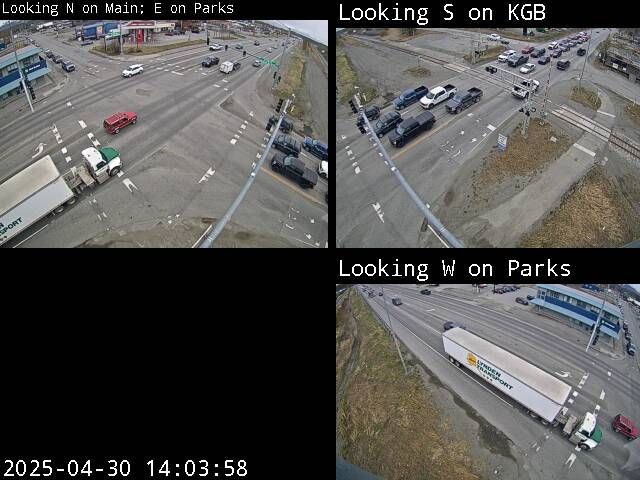 Looking N on Main; E on Parks
Looking S on KGB
TRANSPORT
Looking W on Parks
LYNDEN
TRANSPORT
2025-04-30 14:03:58